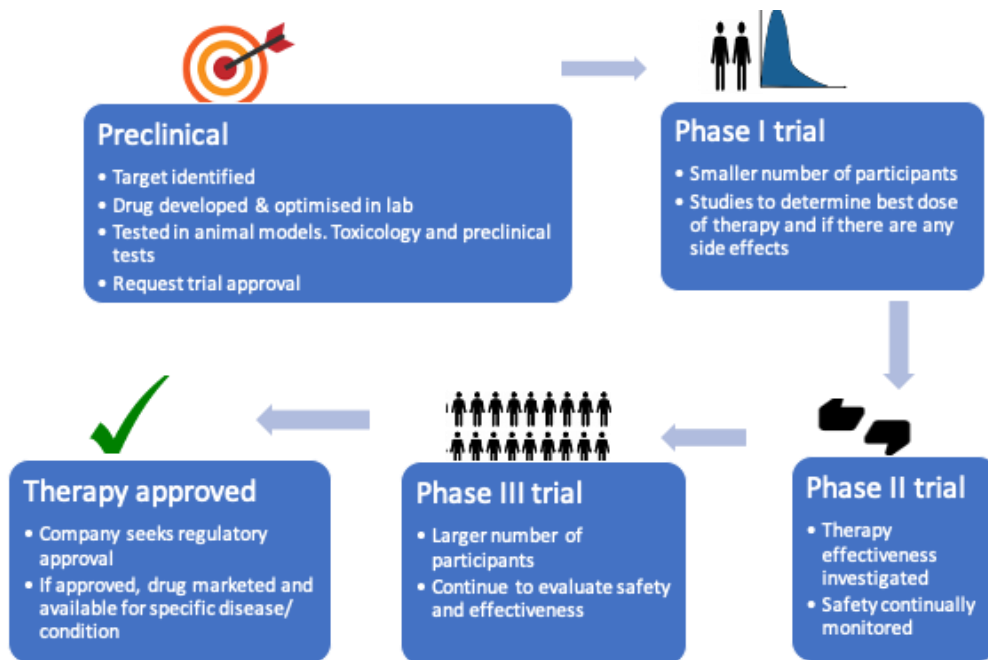 Preclinical
• Target identified
• Drug developed & optimised in lab
• Tested in animal models. Toxicology and preclinical
tests
• Request trial approval
Phase I trial
• Smaller number of participants
• Studies to determine best dose
of therapy and if there are any
side effects
Phase II trial
• Therapy
effectiveness
investigated
• Safety continually
monitored
Phase III trial
• Larger number of
participants
• Continue to evaluate safety
and effectiveness
Therapy approved
• Company seeks regulatory
approval
• If approved, drug marketed and
available for specific disease/
condition